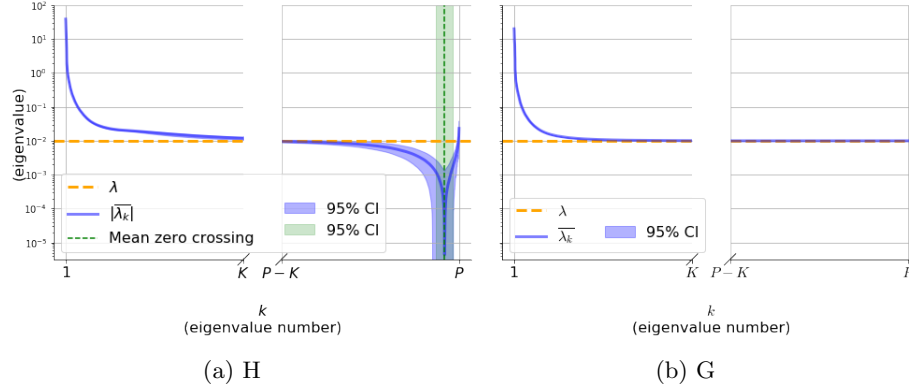 10²
10¹
10⁰
10⁻¹
10⁻²
10⁻³
10⁻⁴
10⁻⁵
(eigenvalue)
λ
|λ̅ₖ|
Mean zero crossing
95% CI
95% CI
1
K
P − K
P
k
(eigenvalue number)
(a) H
λ
λ̅ₖ
95% CI
1
K
P − K
k
(eigenvalue number)
(b) G